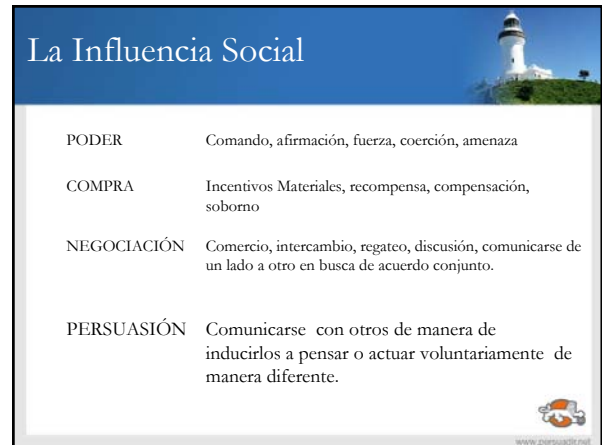 La Influencia Social
PODER Comando, afirmación, fuerza, coerción, amenaza
COMPRA Incentivos Materiales, recompensa, compensación,
soborno
NEGOCIACIÓN Comercio, intercambio, regateo, discusión, comunicarse de
un lado a otro en busca de acuerdo conjunto.
PERSUASIÓN Comunicarse con otros de manera de
inducirlos a pensar o actuar voluntariamente de
manera diferente.
www.persuadir.net